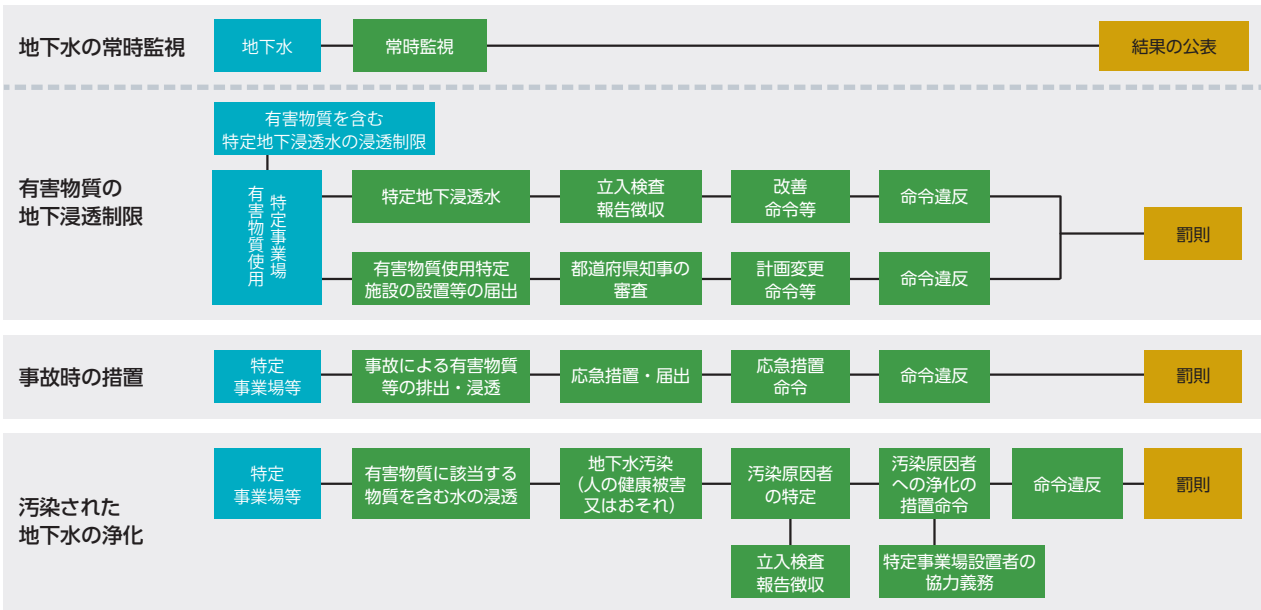 地下水の常時監視
地下水
常時監視
結果の公表
有害物質の
地下浸透制限
有害物質を含む
特定地下浸透水の浸透制限
有害物質使用
特定事業場
特定地下浸透水
立入検査
報告徴収
改善
命令等
命令違反
有害物質使用特定
施設の設置等の届出
都道府県知事の
審査
計画変更
命令等
命令違反
罰則
事故時の措置
特定
事業場等
事故による有害物質
等の排出・浸透
応急措置・届出
応急措置
命令
命令違反
罰則
汚染された
地下水の浄化
特定
事業場等
有害物質に該当する
物質を含む水の浸透
地下水汚染
(人の健康被害
又はおそれ)
汚染原因者
の特定
汚染原因者
への浄化の
措置命令
命令違反
罰則
立入検査
報告徴収
特定事業場設置者の
協力義務